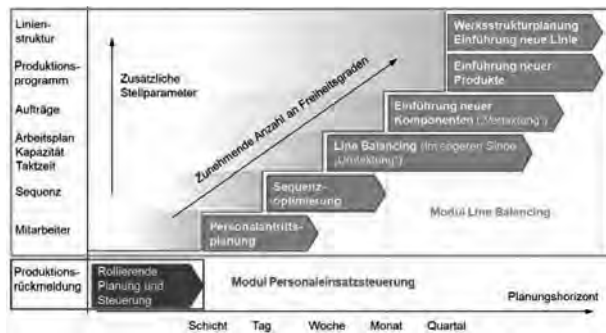 Linien-
struktur
Werksstrukturplanung
Einführung neue Linie
Produktions-
programm
Zusätzliche
Stellparameter
Einführung neuer
Produkte
Zunehmende Anzahl an Freiheitsgraden
Aufträge
Einführung neuer
Komponenten („Vertaktung“)
Arbeitsplan
Kapazität
Taktzeit
Line Balancing (Im engeren Sinne
„Umtaktung“)
Sequenz
Sequenz-
optimierung
Modul Line Balancing
Mitarbeiter
Personalantritts-
planung
Produktions-
rückmeldung
Rollierende
Planung und
Steuerung
Modul Personaleinsatzsteuerung
Planungshorizont
Schicht Tag Woche Monat Quartal